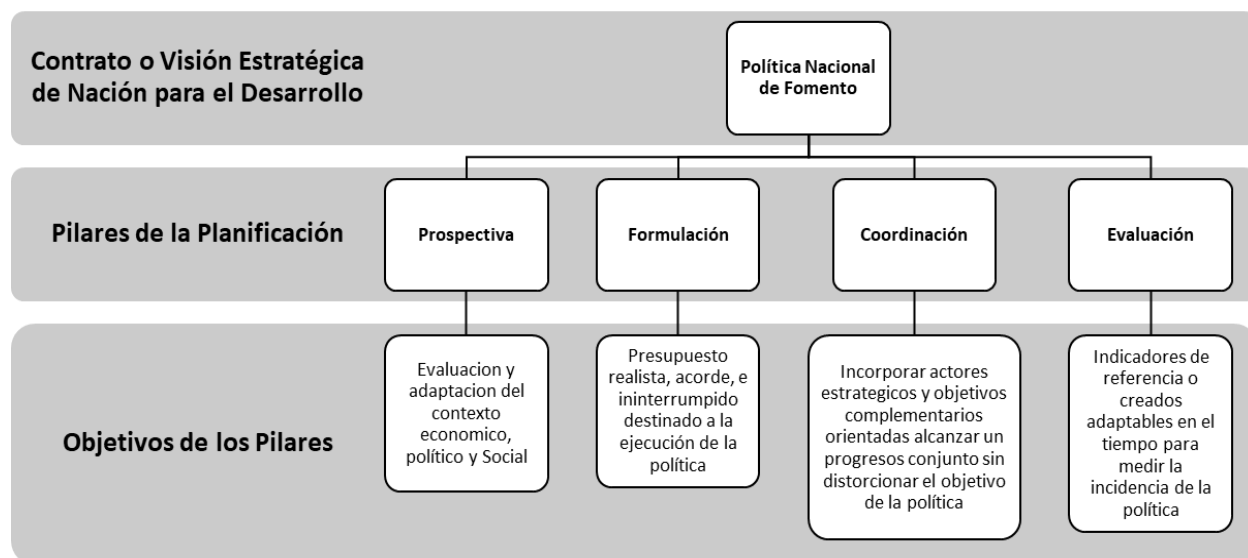 Contrato o Visión Estratégica
de Nación para el Desarrollo
Política Nacional
de Fomento
Pilares de la Planificación
Prospectiva
Formulación
Coordinación
Evaluación
Objetivos de los Pilares
Evaluacion y
adaptacion del
contexto
economico,
político y Social
Presupuesto
realista, acorde, e
ininterrumpido
destinado a la
ejecución de la
política
Incorporar actores
estrategicos y objetivos
complementarios
orientadas alcanzar un
progresos conjunto sin
distorcionar el objetivo
de la política
Indicadores de
referencia o
creados
adaptables en el
tiempo para
medir la
incidencia de la
política